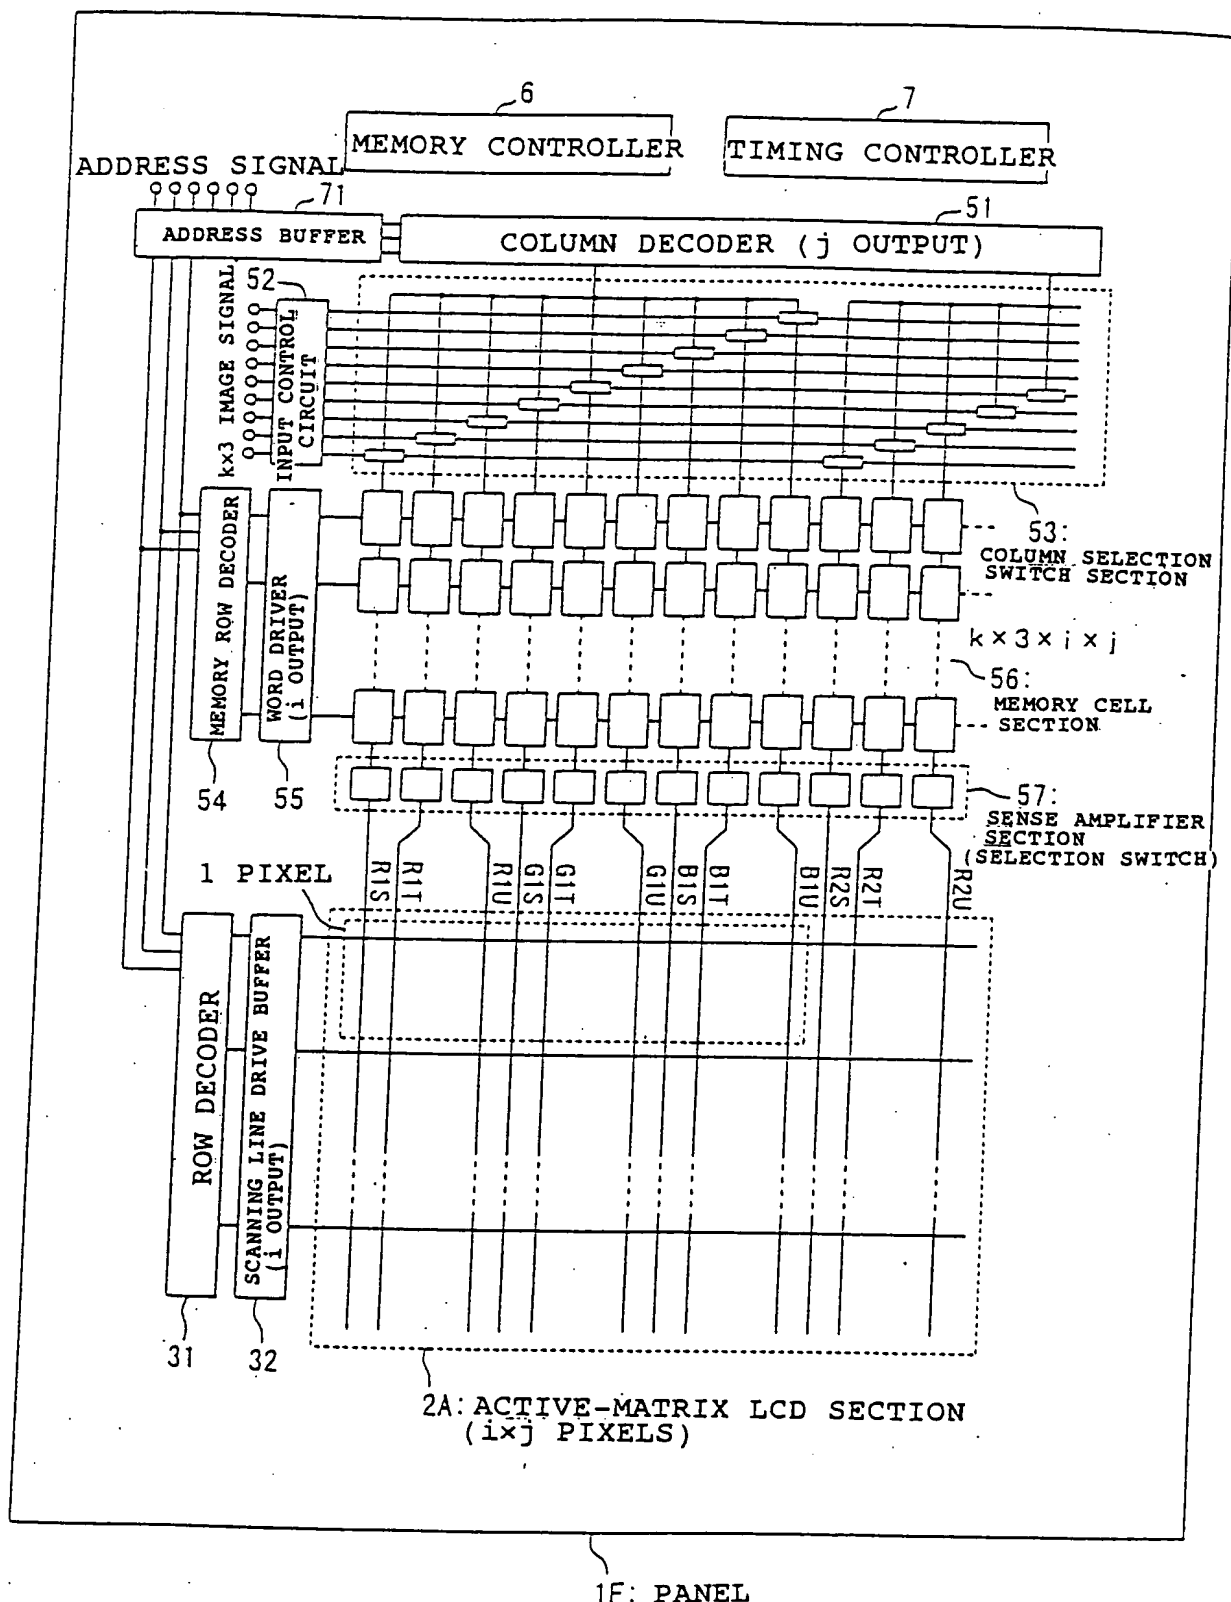 6
7
MEMORY CONTROLLER
TIMING CONTROLLER
ADDRESS SIGNAL
71
51
ADDRESS BUFFER
COLUMN DECODER (j OUTPUT)
52
k×3 IMAGE SIGNAL
INPUT CONTROL
CIRCUIT
53:
COLUMN SELECTION
SWITCH SECTION
MEMORY ROW DECODER
WORD DRIVER
(i OUTPUT)
k×3×i×j
56:
MEMORY CELL
SECTION
54
55
57:
SENSE AMPLIFIER
SECTION
(SELECTION SWITCH)
1 PIXEL
R1S
R1T
R1U
G1S
G1T
G1U
B1S
B1T
B1U
R2S
R2T
R2U
ROW DECODER
SCANNING LINE DRIVE BUFFER
(i OUTPUT)
31
32
2A: ACTIVE-MATRIX LCD SECTION
(i×j PIXELS)
1F: PANEL